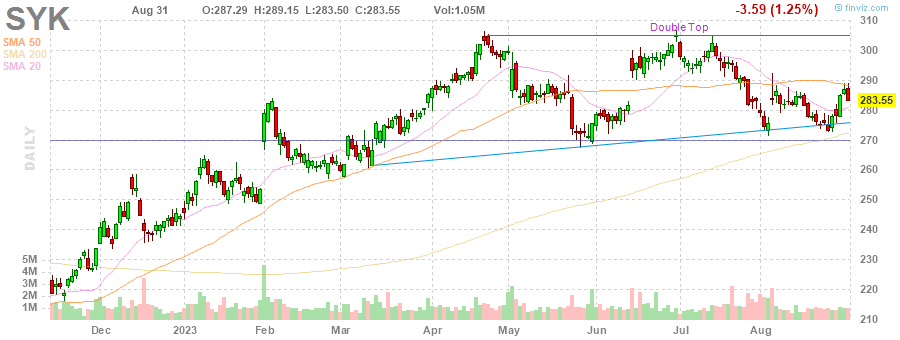 SYK Aug 31 O:287.29 H:289.15 L:283.50 C:283.55 Vol:1.05M -3.59 (1.25%) © finviz.com
SMA 50
SMA 200
SMA 20
DAILY
Double Top
310
300
290
283.55
280
270
260
250
240
230
220
210
5M
4M
3M
2M
1M
Dec 2023 Feb Mar Apr May Jun Jul Aug